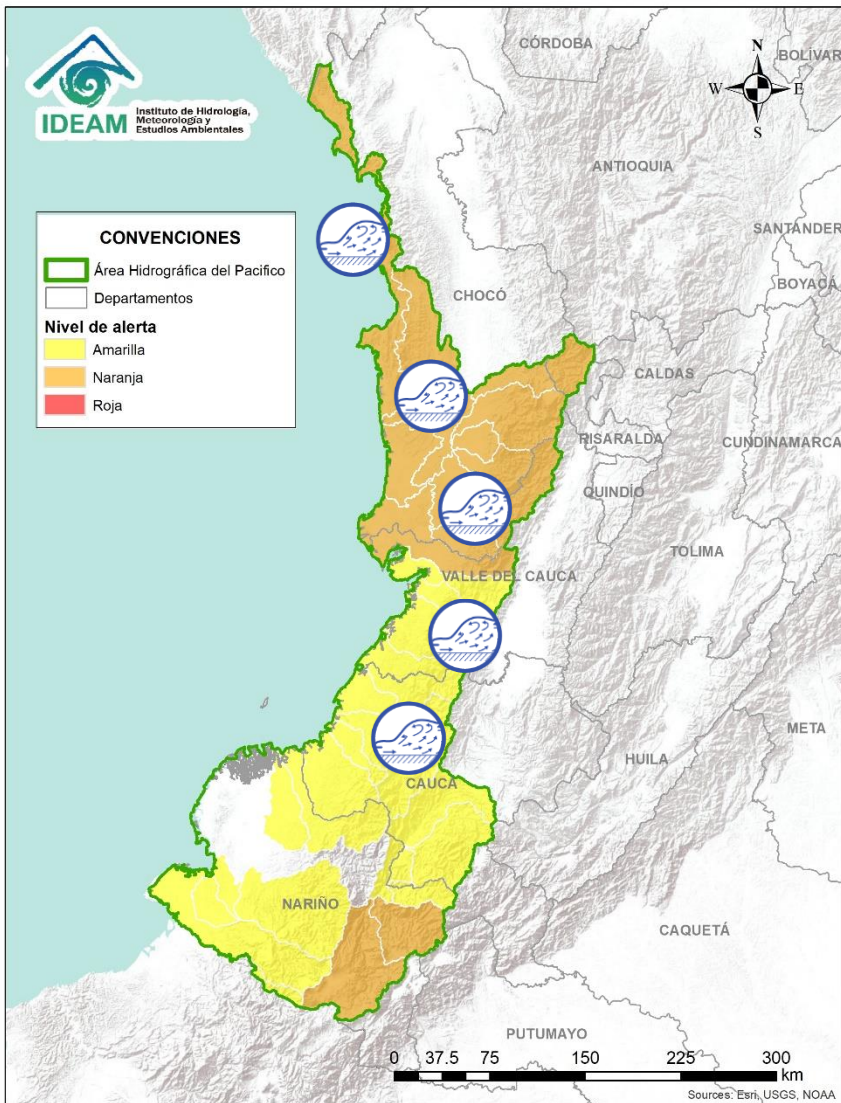 IDEAM
Instituto de Hidrología,
Meteorología y
Estudios Ambientales
CÓRDOBA
BOLÍVAR
N
W E
S
ANTIOQUIA
SANTANDER
BOYACÁ
CONVENCIONES
Área Hidrográfica del Pacifico
Departamentos
Nivel de alerta
Amarilla
Naranja
Roja
CHOCÓ
CALDAS
RISARALDA
CUNDINAMARCA
QUINDÍO
TOLIMA
VALLE DEL CAUCA
META
HUILA
CAUCA
NARIÑO
CAQUETÁ
PUTUMAYO
0 37.5 75 150 225 300
km
Sources: Esri, USGS, NOAA